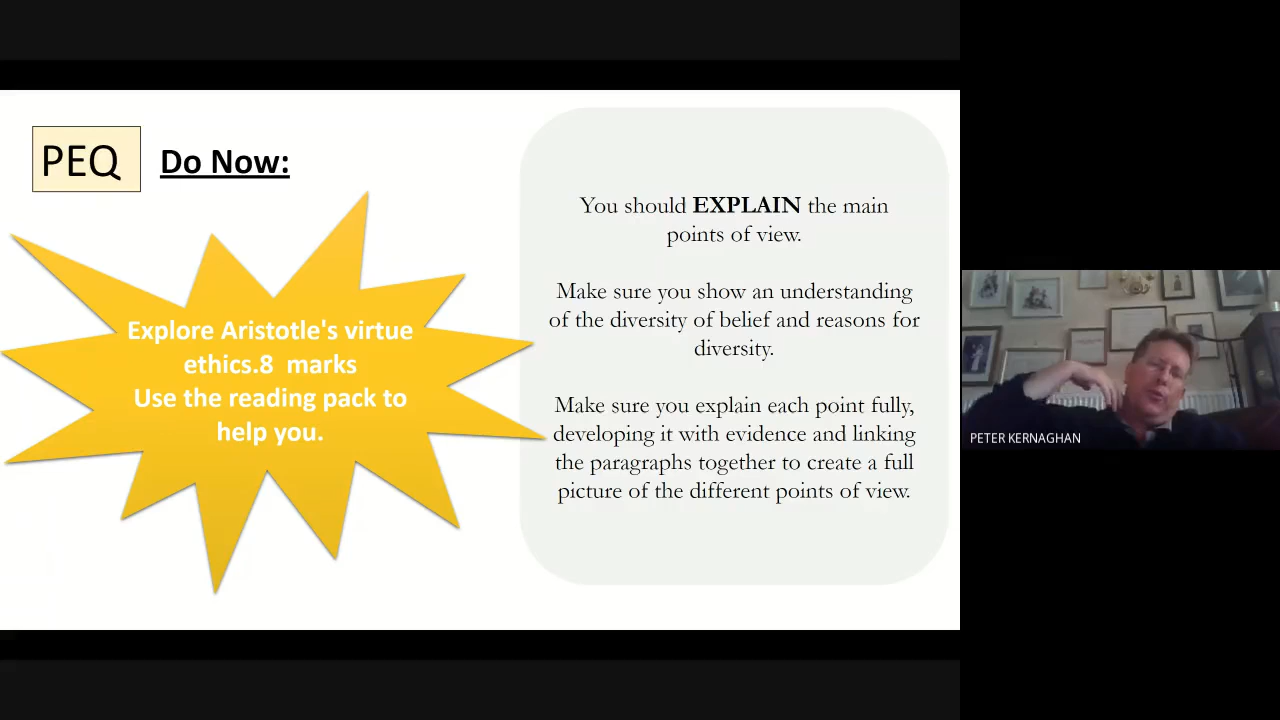 PEQ
Do Now:
Explore Aristotle's virtue
ethics.8 marks
Use the reading pack to
help you.
You should EXPLAIN the main
points of view.
Make sure you show an understanding
of the diversity of belief and reasons for
diversity.
Make sure you explain each point fully,
developing it with evidence and linking
the paragraphs together to create a full
picture of the different points of view.
PETER KERNAGHAN